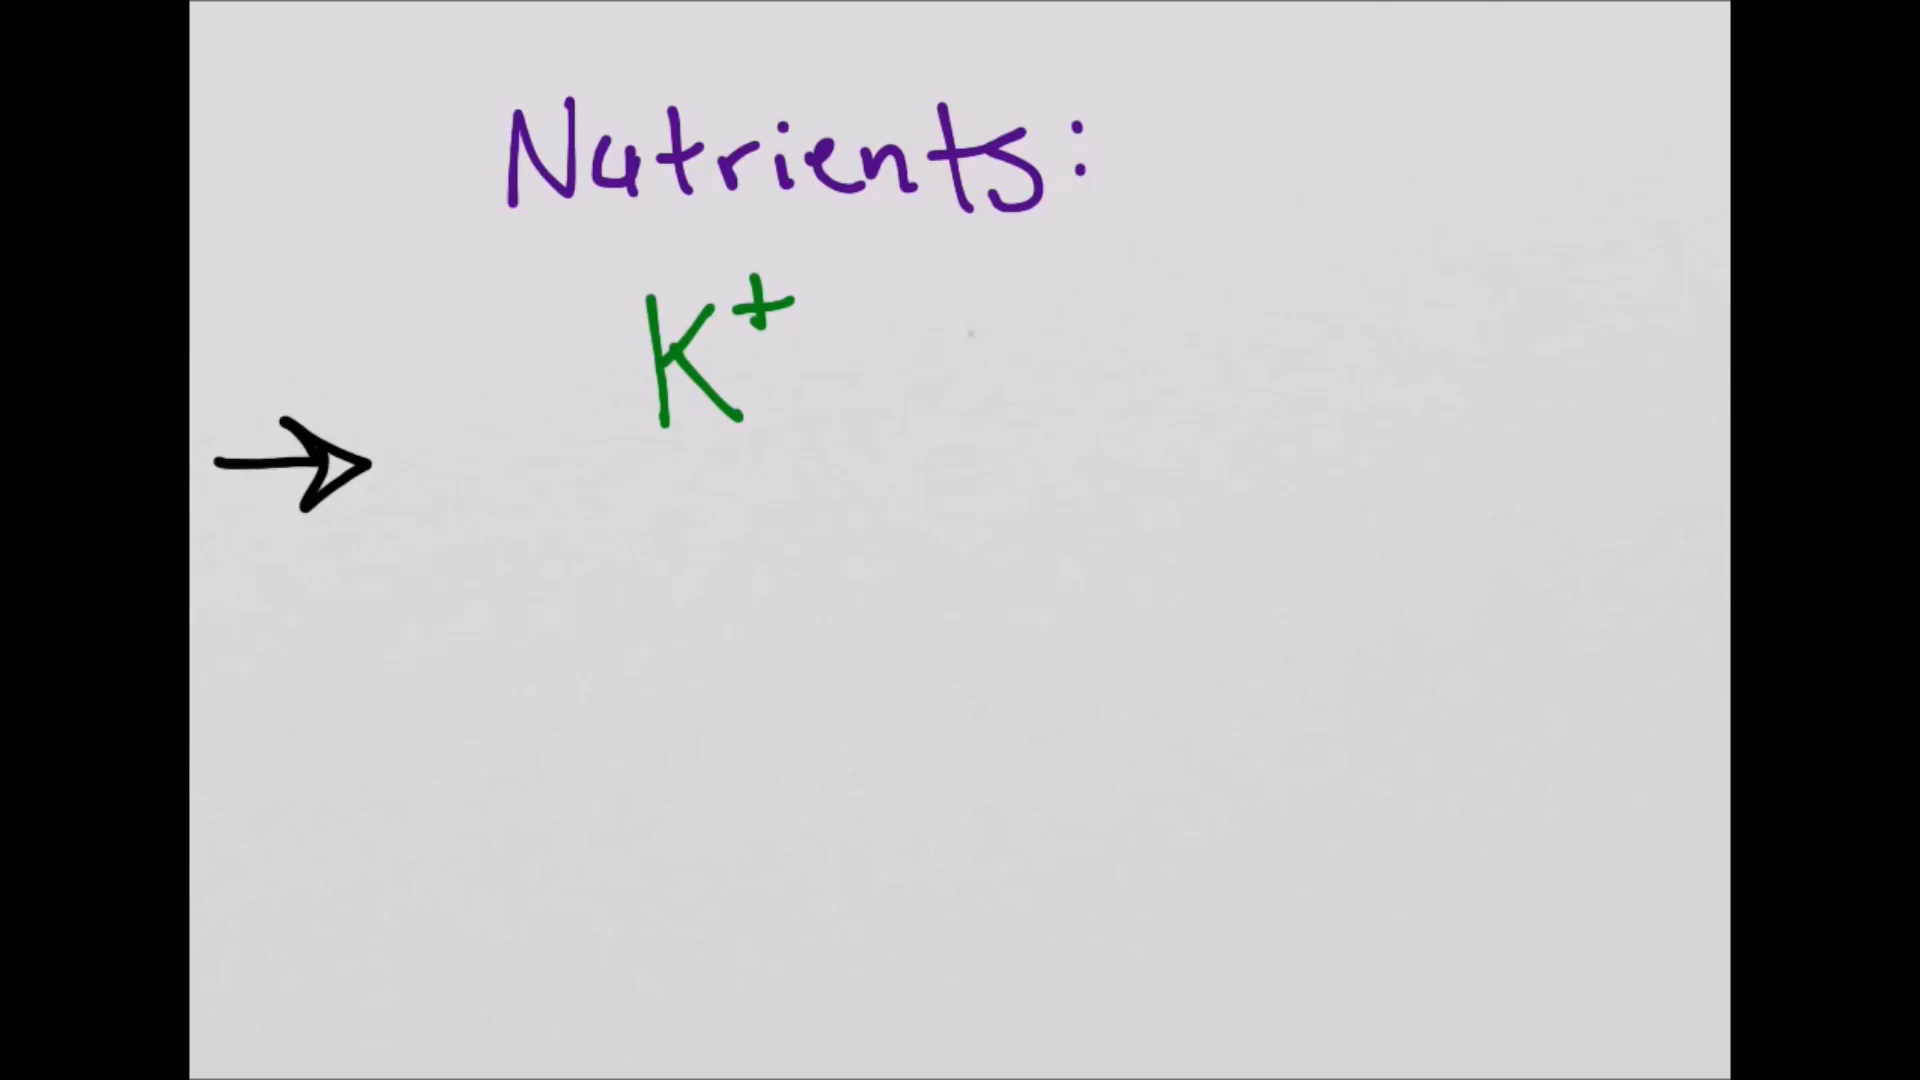 Nutrients:
K⁺
→